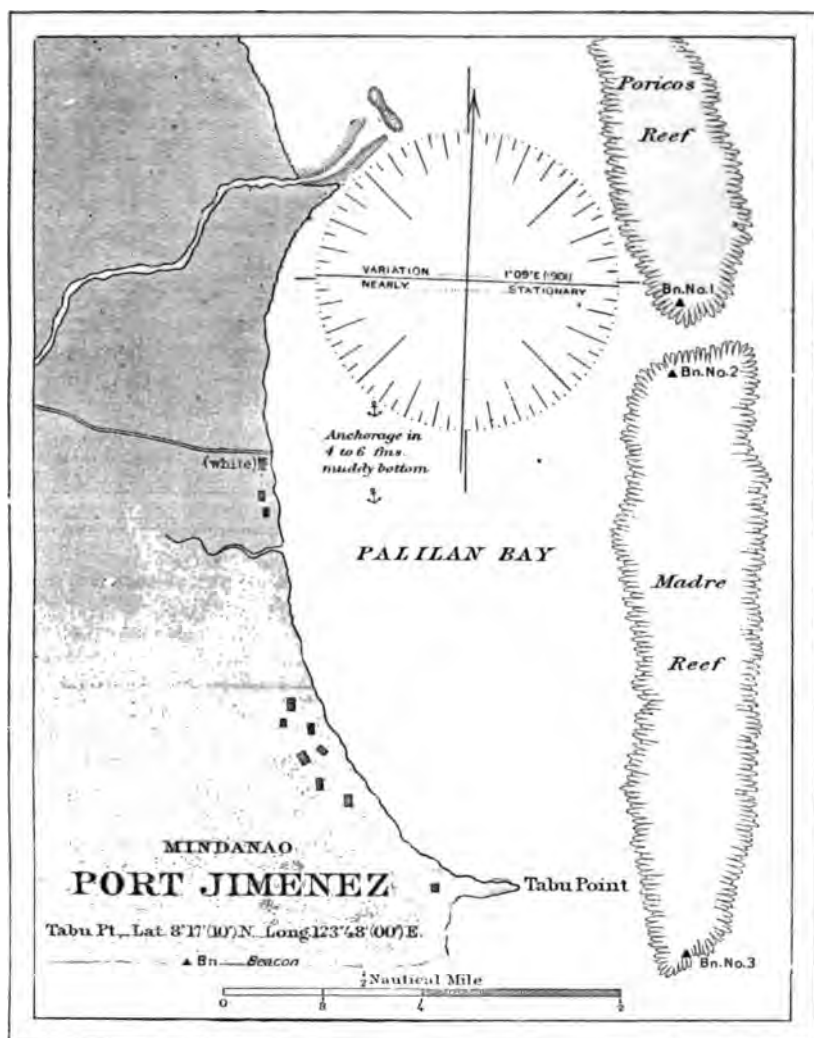 Poricos
Reef
VARIATION 1°09'E (1901)
NEARLY STATIONARY
Bn.No.1
Bn.No.2
Anchorage in
4 to 6 fms.
muddy bottom
(white)
PALILAN BAY
Madre
Reef
MINDANAO
PORT JIMENEZ
Tabu Point
Tabu Pt. Lat. 8°17'(10")N. Long. 123°48'(00")E.
▲ Bn Beacon
Bn.No.3
½ Nautical Mile
0 8 4 2